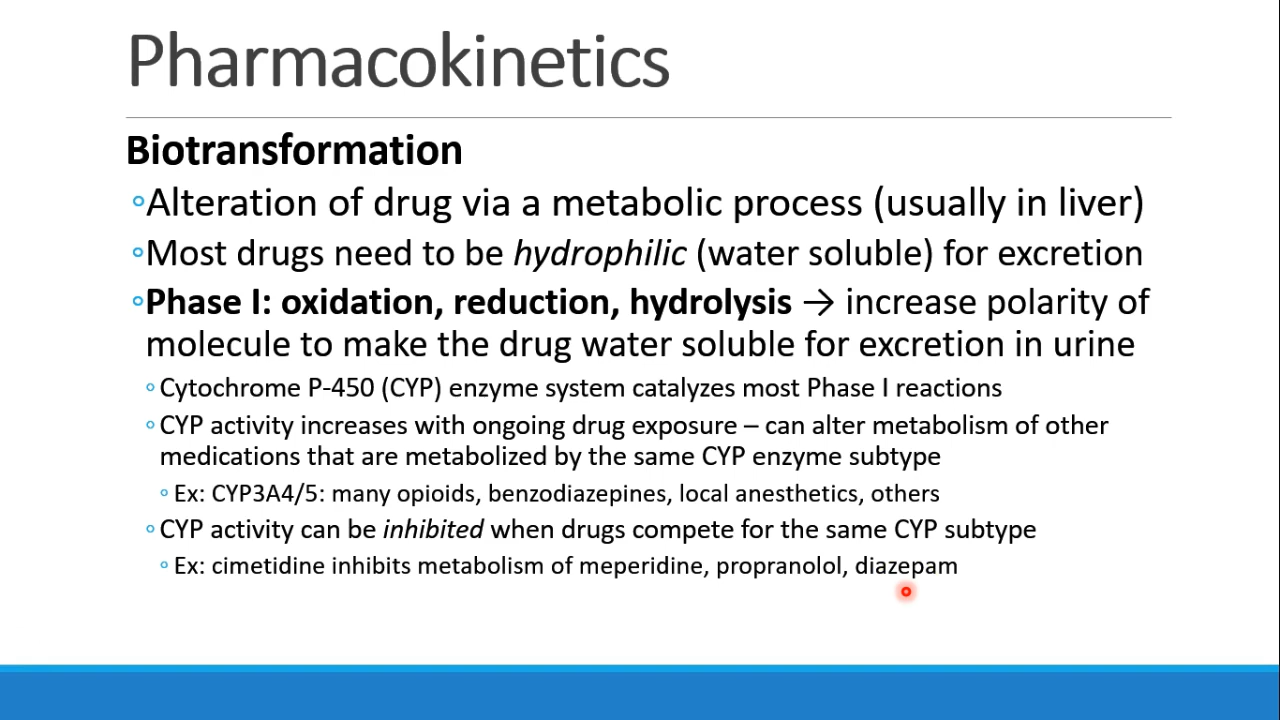 Pharmacokinetics
Biotransformation
◦Alteration of drug via a metabolic process (usually in liver)
◦Most drugs need to be hydrophilic (water soluble) for excretion
◦Phase I: oxidation, reduction, hydrolysis → increase polarity of
molecule to make the drug water soluble for excretion in urine
◦Cytochrome P-450 (CYP) enzyme system catalyzes most Phase I reactions
◦CYP activity increases with ongoing drug exposure – can alter metabolism of other
medications that are metabolized by the same CYP enzyme subtype
◦Ex: CYP3A4/5: many opioids, benzodiazepines, local anesthetics, others
◦CYP activity can be inhibited when drugs compete for the same CYP subtype
◦Ex: cimetidine inhibits metabolism of meperidine, propranolol, diazepam